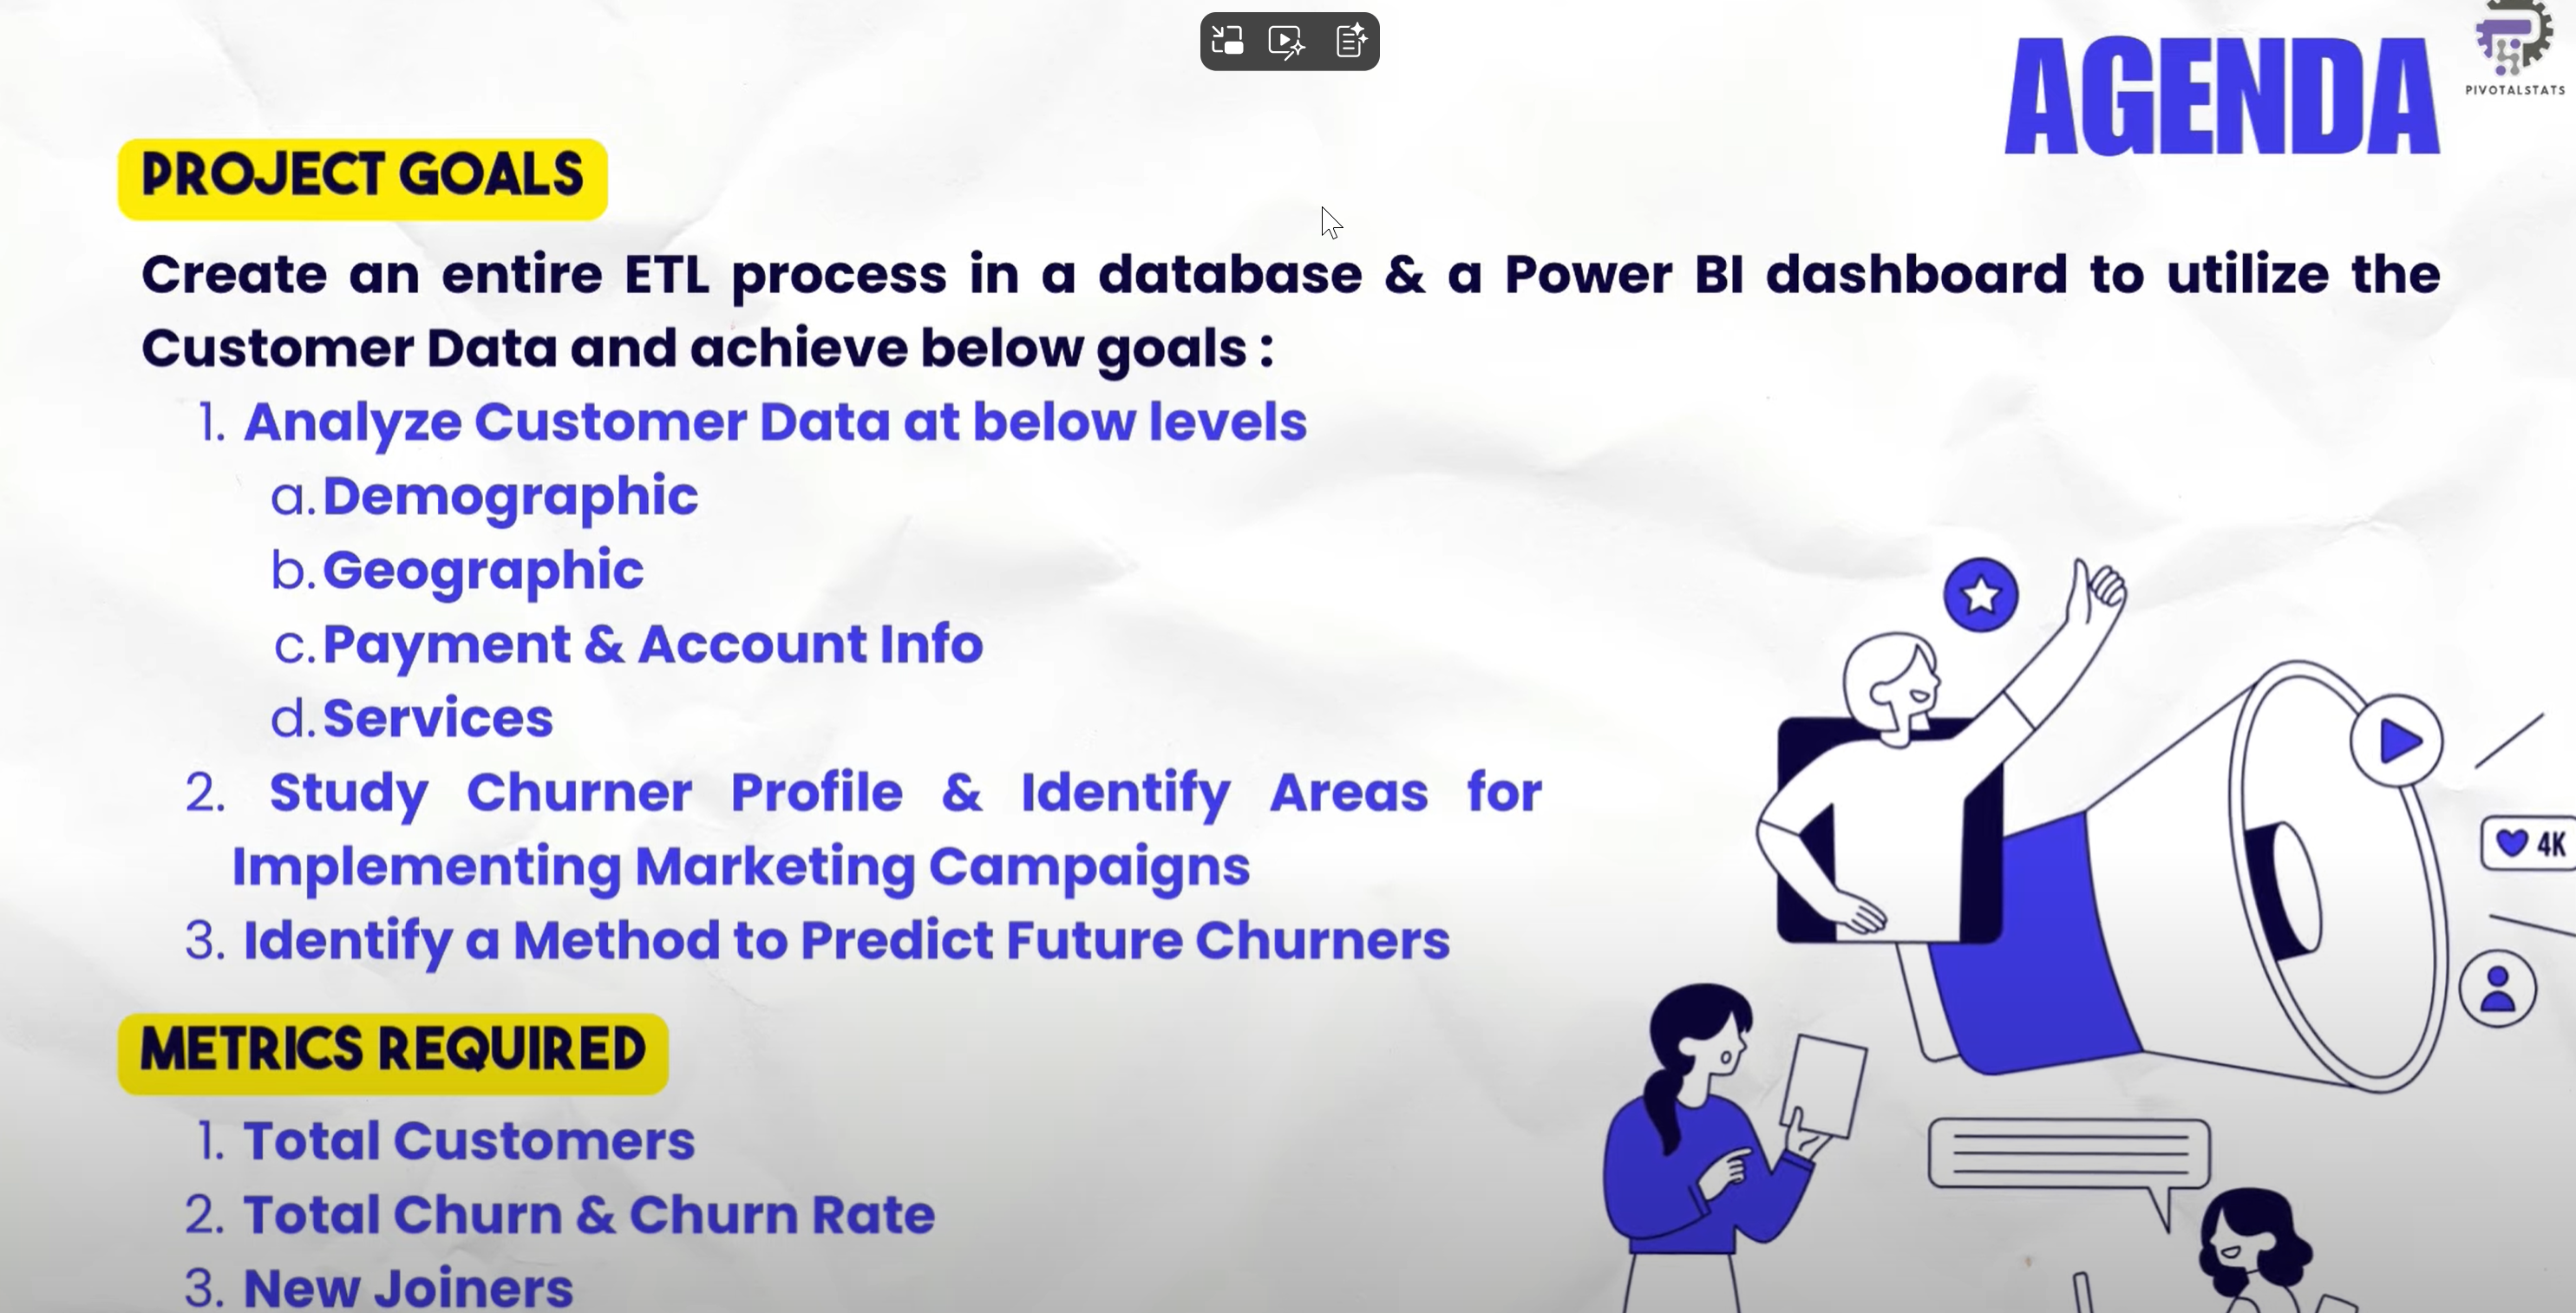 AGENDA
PIVOTALSTATS
PROJECT GOALS
Create an entire ETL process in a database & a Power BI dashboard to utilize the
Customer Data and achieve below goals :
1. Analyze Customer Data at below levels
a. Demographic
b. Geographic
c. Payment & Account Info
d. Services
2. Study Churner Profile & Identify Areas for
Implementing Marketing Campaigns
3. Identify a Method to Predict Future Churners
4K
METRICS REQUIRED
1. Total Customers
2. Total Churn & Churn Rate
3. New Joiners